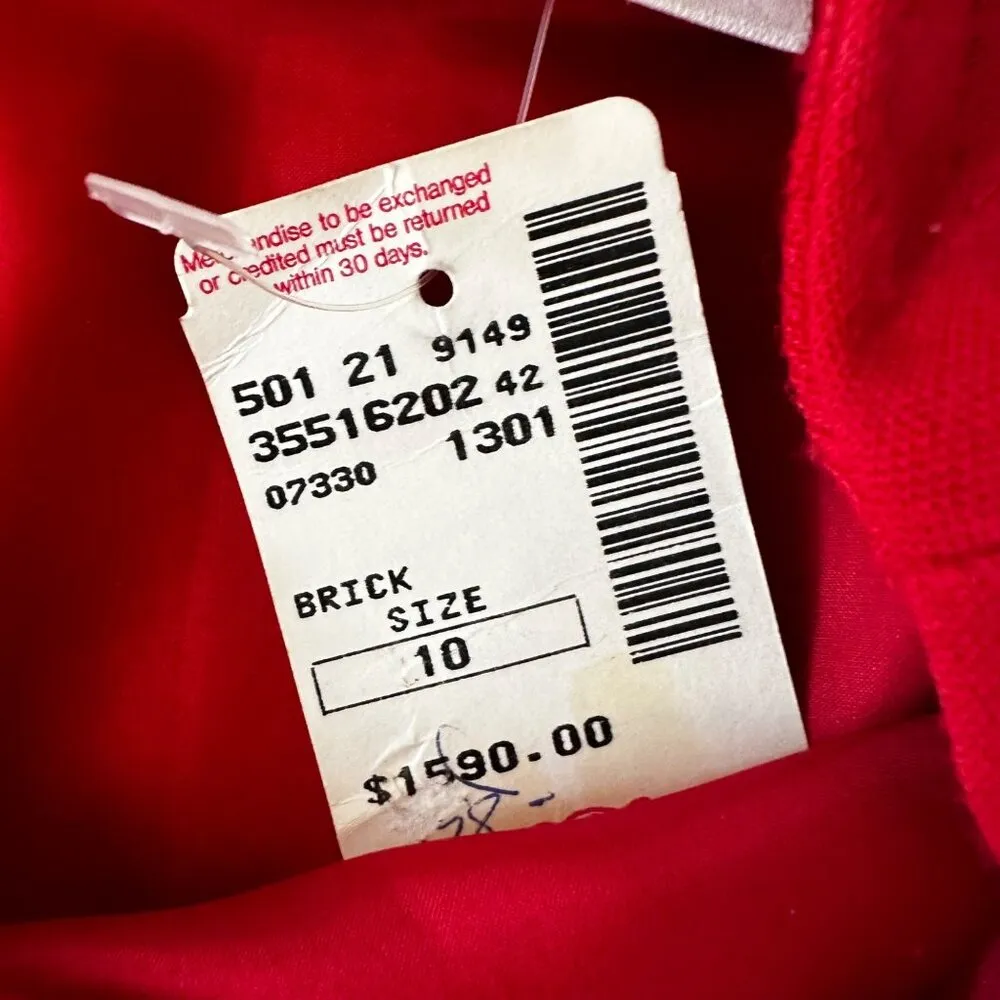 Merchandise to be exchanged
or credited must be returned
within 30 days.
501 21 9149
35516202 42
07330 1301
BRICK
SIZE
10
$1590.00